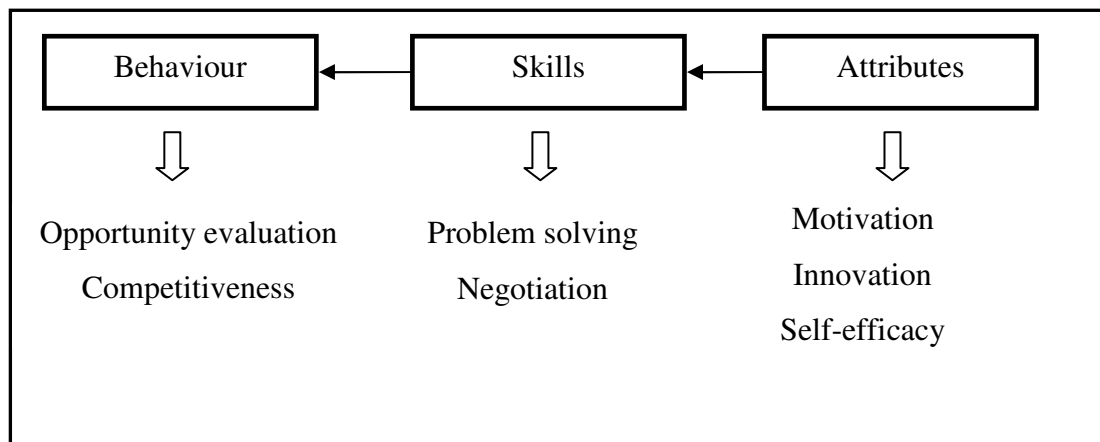 Behaviour
Skills
Attributes
Opportunity evaluation
Competitiveness
Problem solving
Negotiation
Motivation
Innovation
Self-efficacy